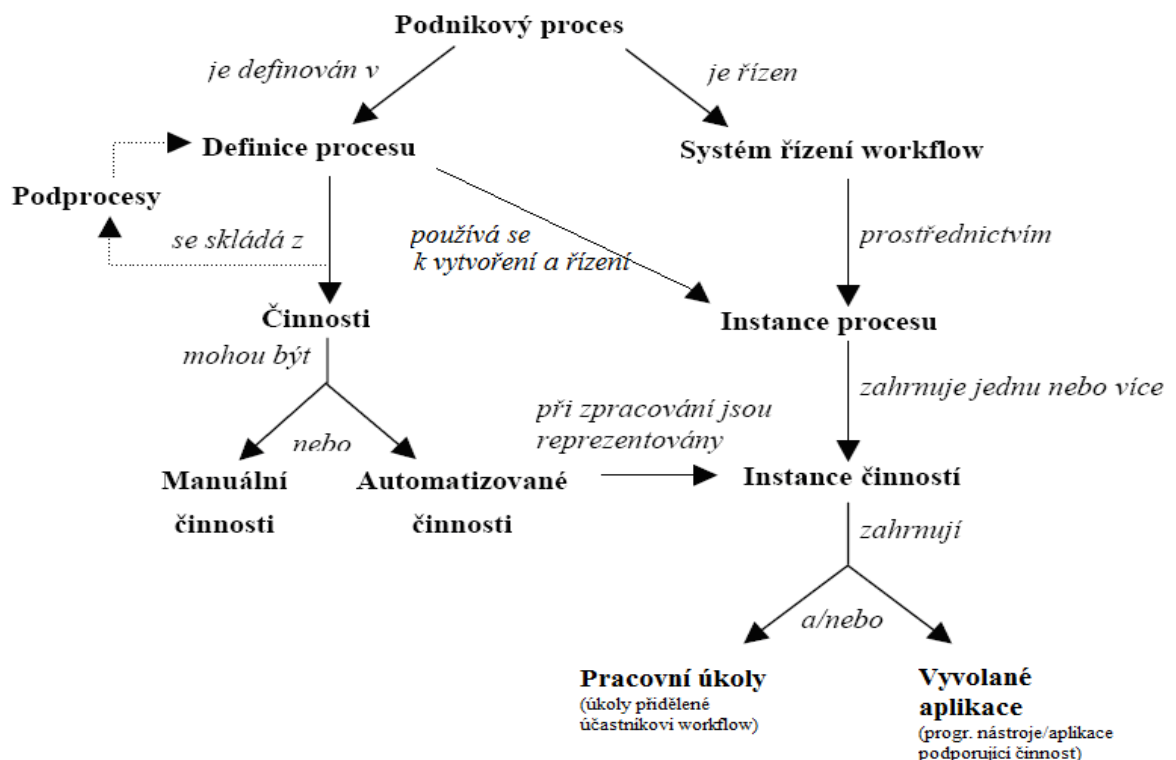 Podnikový proces
je definován v
je řízen
Definice procesu
Systém řízení workflow
Podprocesy
se skládá z
používá se
k vytvoření a řízení
prostřednictvím
Činnosti
Instance procesu
mohou být
zahrnuje jednu nebo více
při zpracování jsou
reprezentovány
nebo
Manuální
činnosti
Automatizované
činnosti
Instance činností
zahrnují
a/nebo
Pracovní úkoly
(úkoly přidělené
účastníkovi workflow)
Vyvolané
aplikace
(progr. nástroje/aplikace
podporující činnost)